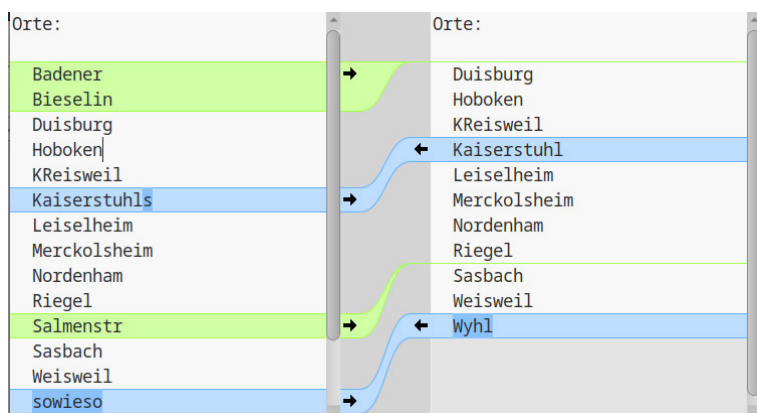 Orte:
Badener
Bieselin
Duisburg
Hoboken
KReisweil
Kaiserstuhls
Leiselheim
Merckolsheim
Nordenham
Riegel
Salmenstr
Sasbach
Weisweil
sowieso
Orte:
Duisburg
Hoboken
KReisweil
Kaiserstuhl
Leiselheim
Merckolsheim
Nordenham
Riegel
Sasbach
Weisweil
Wyhl